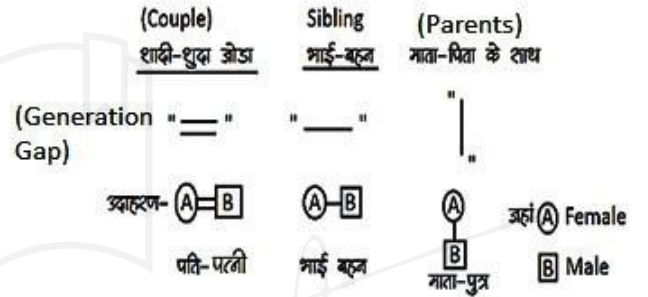 (Couple) Sibling (Parents)
शादी-शुदा जोडा भाई-बहन माता-पिता के साथ
(Generation Gap) "=" "—" "|"
उदाहरण- A=B A-B A जहां A Female
B B Male
पति-पत्नी भाई बहन माता-पुत्र